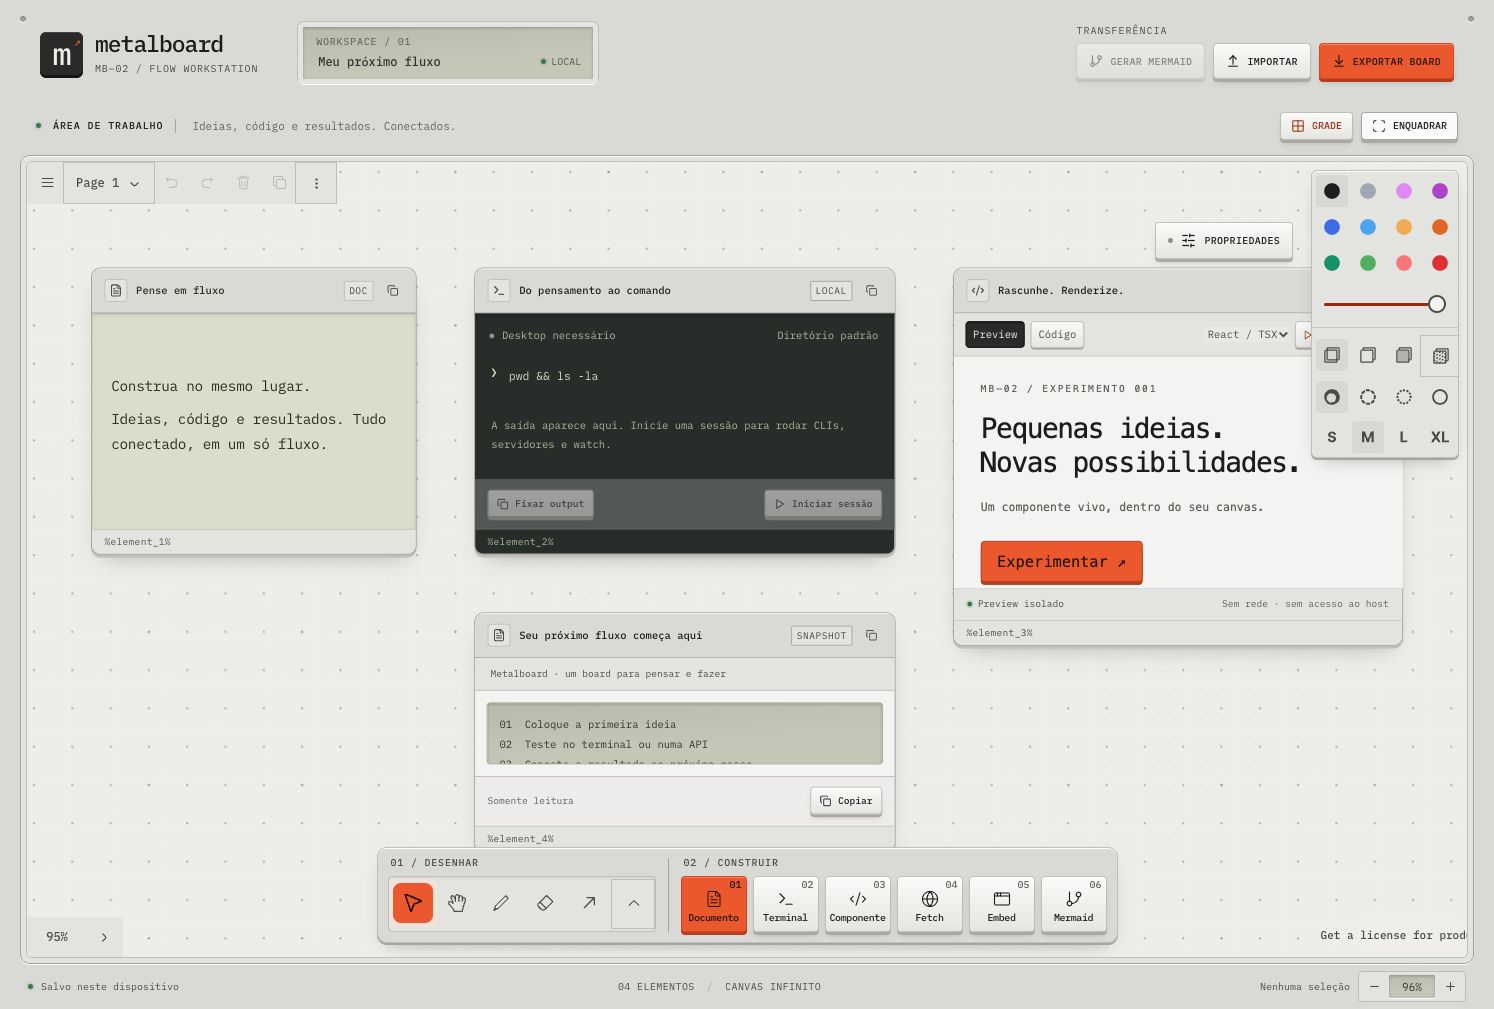 m
metalboard
MB–02 / FLOW WORKSTATION
WORKSPACE / 01
Meu próximo fluxo
LOCAL
TRANSFERÊNCIA
GERAR MERMAID
IMPORTAR
EXPORTAR BOARD
ÁREA DE TRABALHO
Ideias, código e resultados. Conectados.
GRADE
ENQUADRAR
Page 1
PROPRIEDADES
Pense em fluxo
DOC
Construa no mesmo lugar.
Ideias, código e resultados. Tudo
conectado, em um só fluxo.
%element_1%
Do pensamento ao comando
LOCAL
Desktop necessário
Diretório padrão
❯ pwd && ls -la
A saída aparece aqui. Inicie uma sessão para rodar CLIs,
servidores e watch.
Fixar output
Iniciar sessão
%element_2%
Rascunhe. Renderize.
Preview
Código
React / TSX
MB–02 / EXPERIMENTO 001
Pequenas ideias.
Novas possibilidades.
Um componente vivo, dentro do seu canvas.
Experimentar ↗
Preview isolado
Sem rede · sem acesso ao host
%element_3%
S
M
L
XL
Seu próximo fluxo começa aqui
SNAPSHOT
Metalboard · um board para pensar e fazer
01 Coloque a primeira ideia
02 Teste no terminal ou numa API
03 Conecte o resultado ao próximo passo
Somente leitura
Copiar
%element_4%
01 / DESENHAR
02 / CONSTRUIR
01
Documento
02
Terminal
03
Componente
04
Fetch
05
Embed
06
Mermaid
95%
Get a license for
Salvo neste dispositivo
04 ELEMENTOS / CANVAS INFINITO
Nenhuma seleção
96%